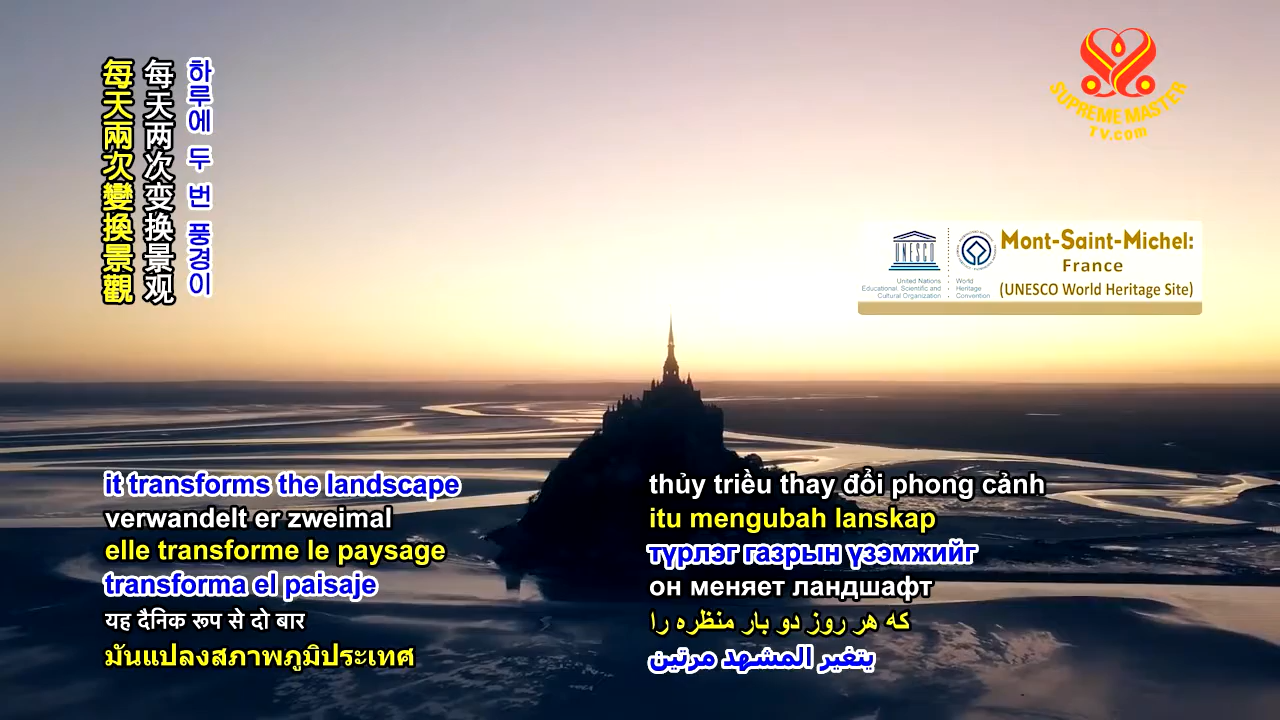 每天兩次變換景觀
每天两次变换景观
하루에 두 번 풍경이
SUPREME MASTER
TV.com
UNESCO
United Nations
Educational, Scientific and
Cultural Organization
World
Heritage
Convention
Mont-Saint-Michel:
France
(UNESCO World Heritage Site)
it transforms the landscape
verwandelt er zweimal
elle transforme le paysage
transforma el paisaje
यह दैनिक रूप से दो बार
มันแปลงสภาพภูมิประเทศ
thủy triều thay đổi phong cảnh
itu mengubah lanskap
түрлэг газрын үзэмжийг
он меняет ландшафт
که هر روز دو بار منظره را
يتغير المشهد مرتين